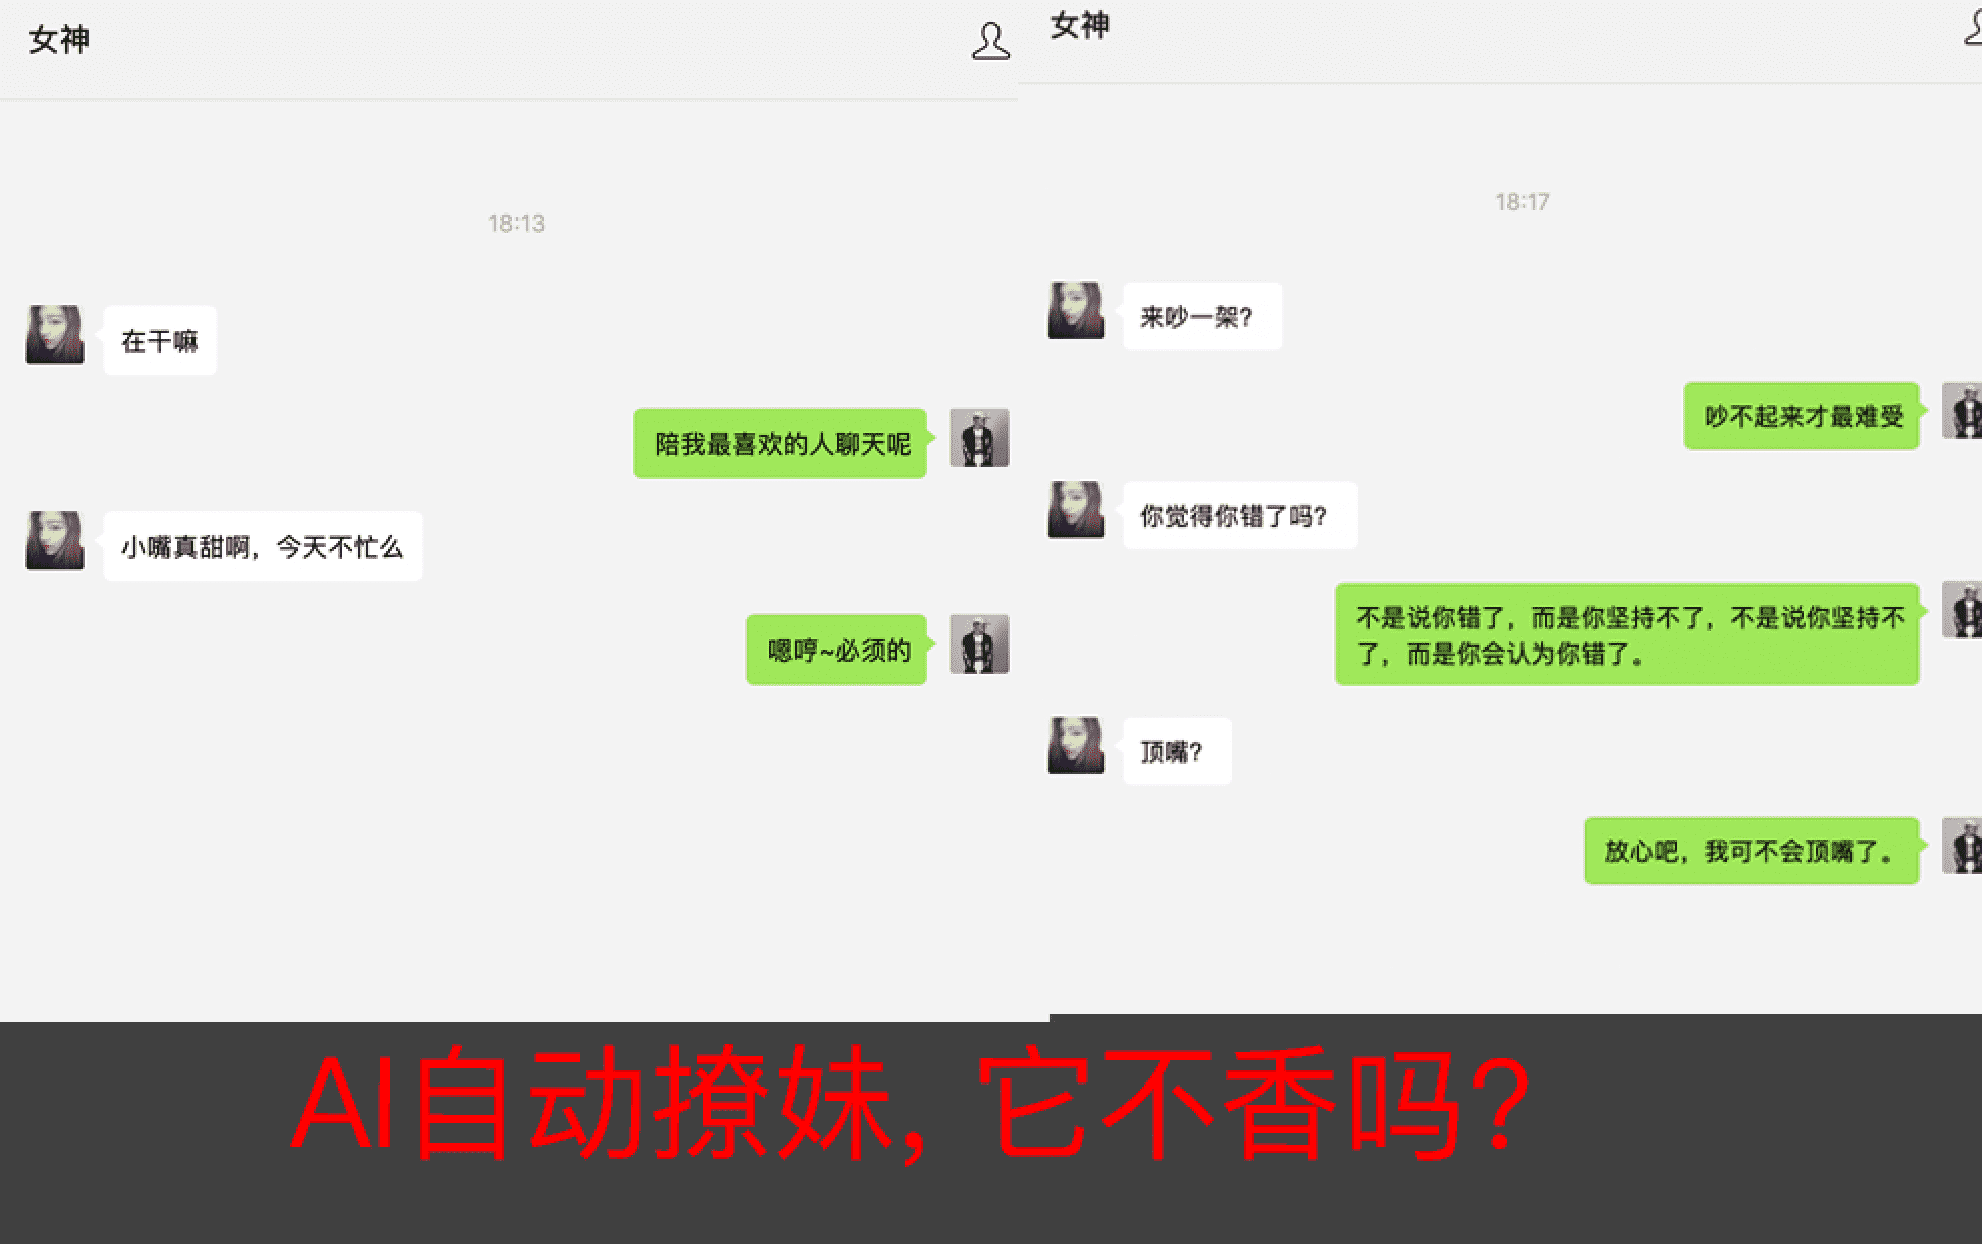 女神
18:13
在干嘛
陪我最喜欢的人聊天呢
小嘴真甜啊，今天不忙么
嗯哼~必须的
女神
18:17
来吵一架？
吵不起来才最难受
你觉得你错了吗？
不是说你错了，而是你坚持不了，不是说你坚持不
了，而是你会认为你错了。
顶嘴？
放心吧，我可不会顶嘴了。
AI自动撩妹, 它不香吗?